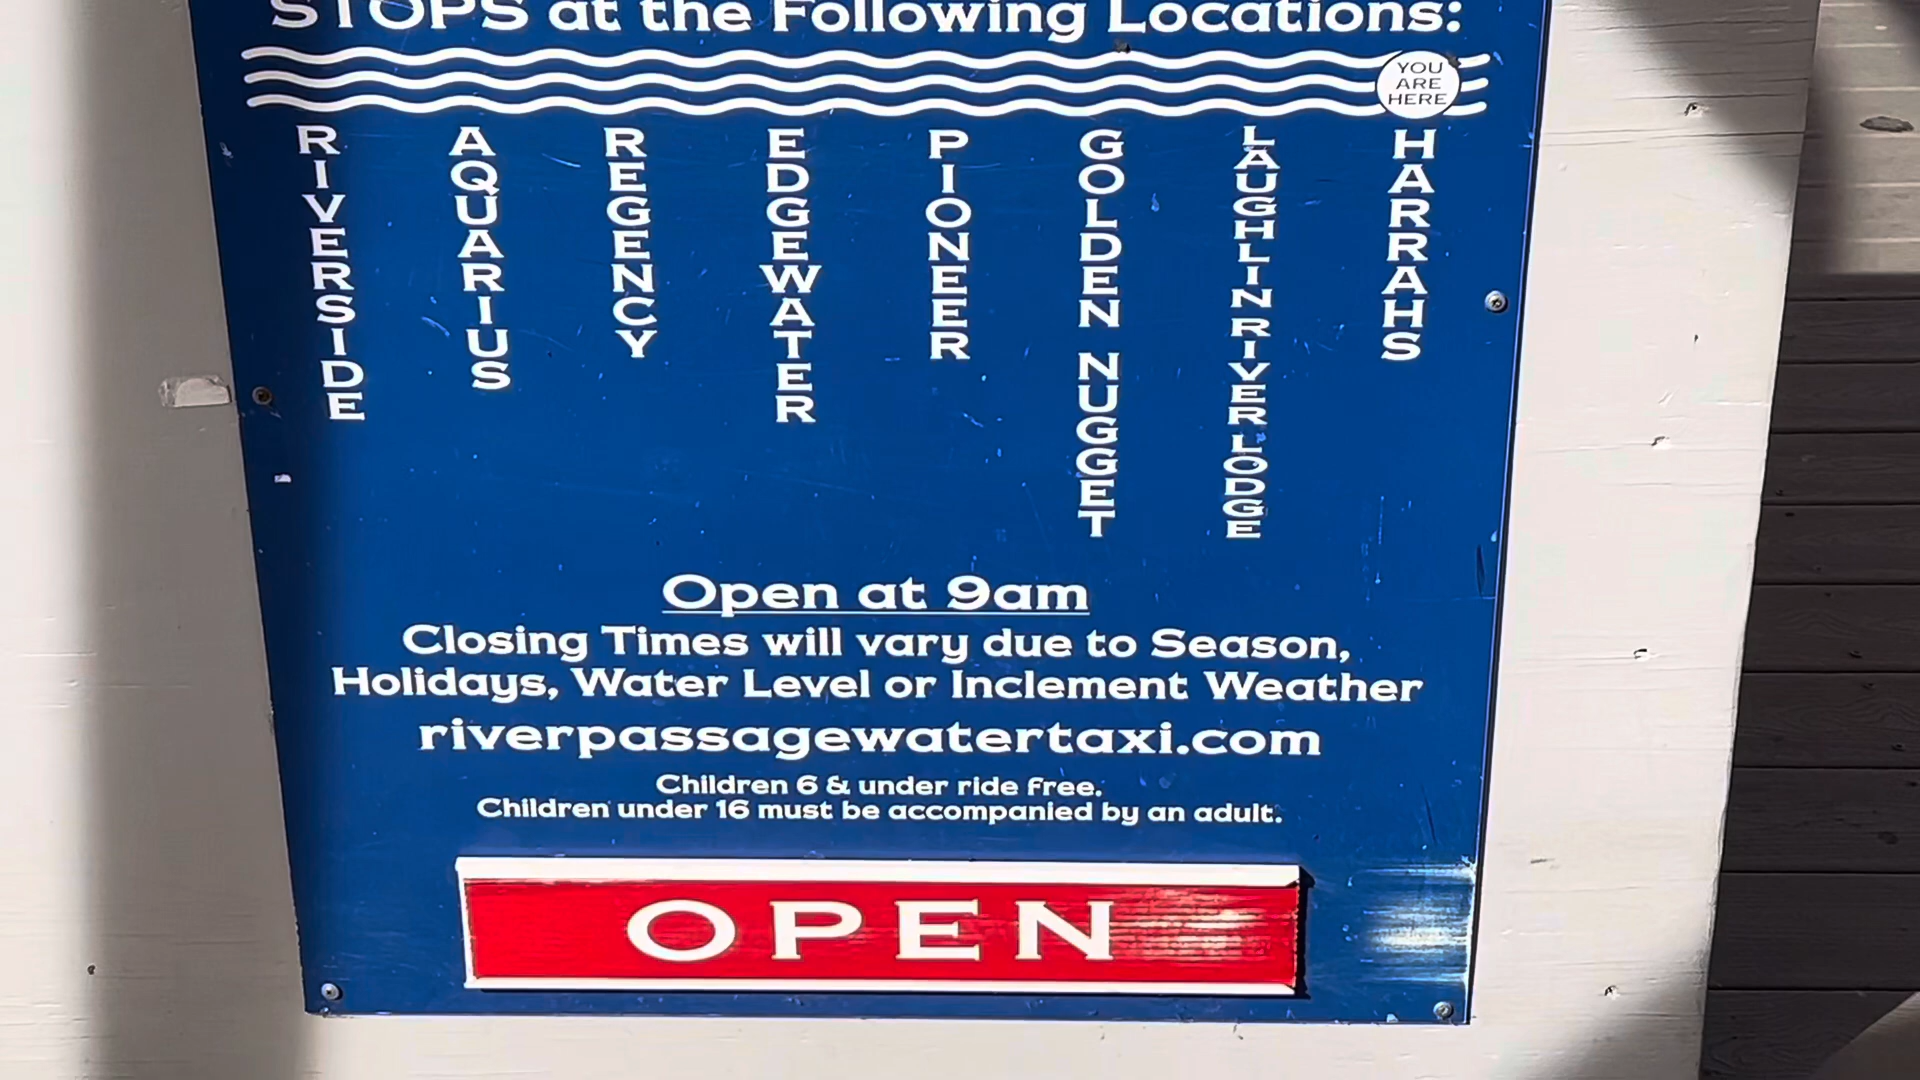 STOPS at the Following Locations:
YOU
ARE
HERE
RIVERSIDE
AQUARIUS
REGENCY
EDGEWATER
PIONEER
GOLDEN NUGGET
LAUGHLIN RIVER LODGE
HARRAHS
Open at 9am
Closing Times will vary due to Season,
Holidays, Water Level or Inclement Weather
riverpassagewatertaxi.com
Children 6 & under ride free.
Children under 16 must be accompanied by an adult.
OPEN